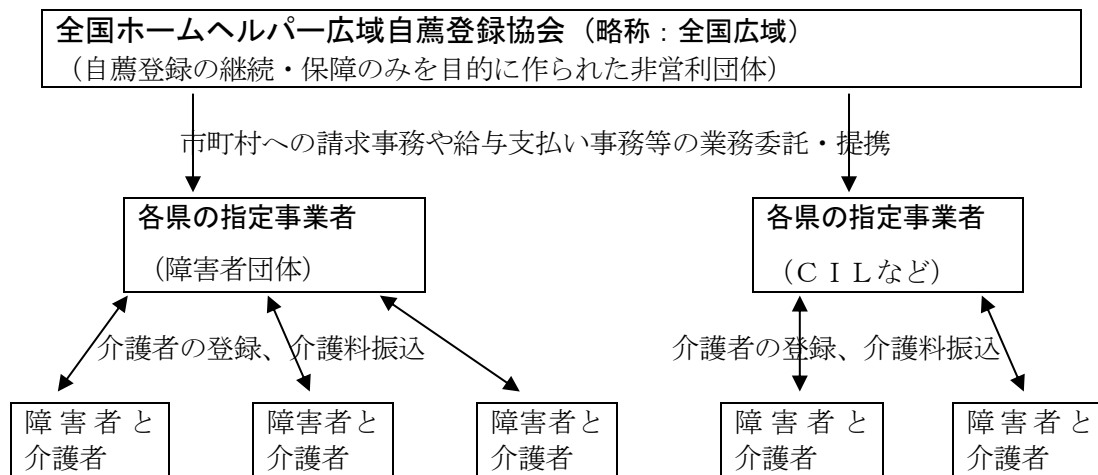 全国ホームヘルパー広域自薦登録協会（略称：全国広域）
（自薦登録の継続・保障のみを目的に作られた非営利団体）
市町村への請求事務や給与支払い事務等の業務委託・提携
各県の指定事業者
（障害者団体）
各県の指定事業者
（ＣＩＬなど）
介護者の登録、介護料振込
介護者の登録、介護料振込
障害者と
介護者
障害者と
介護者
障害者と
介護者
障害者と
介護者
障害者と
介護者